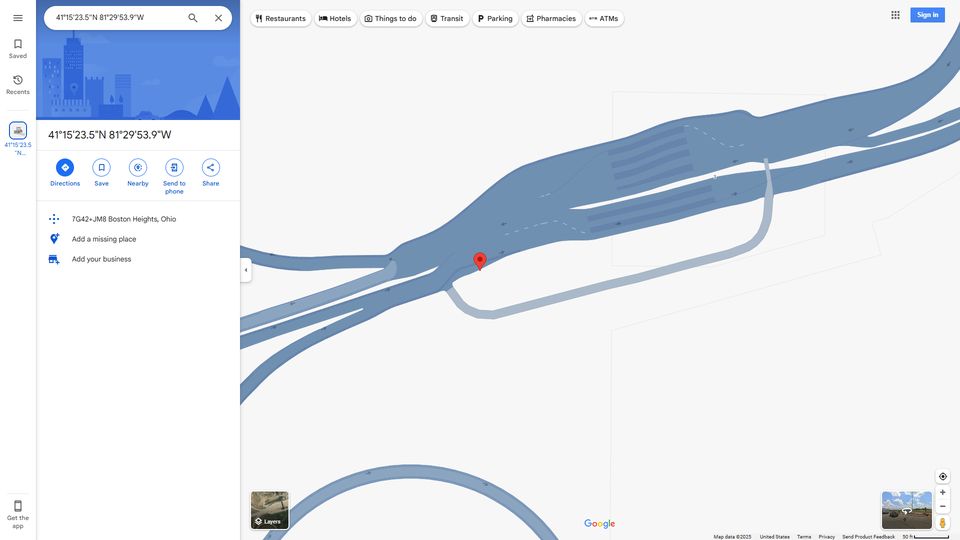 41°15'23.5"N 81°29'53.9"W
Restaurants
Hotels
Things to do
Transit
Parking
Pharmacies
ATMs
Sign in
Saved
Recents
41°15'23.5
"N...
41°15'23.5"N 81°29'53.9"W
Directions
Save
Nearby
Send to
phone
Share
7G42+JM8 Boston Heights, Ohio
Add a missing place
Add your business
Get the
app
Layers
Google
Map data ©2025
United States
Terms
Privacy
Send Product Feedback
50 ft